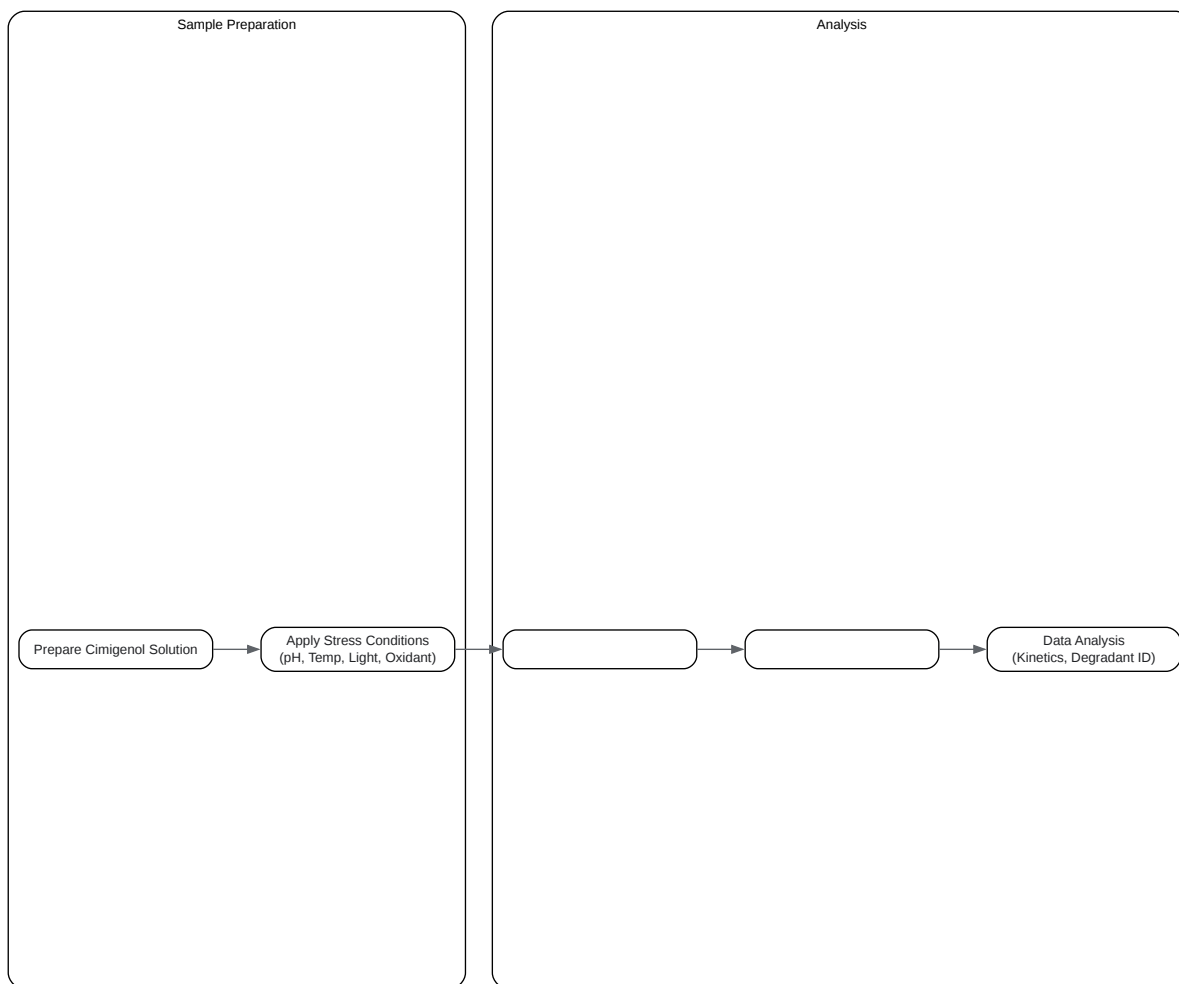 Sample Preparation
Analysis
Prepare Cimigenol Solution
Apply Stress Conditions
(pH, Temp, Light, Oxidant)
Data Analysis
(Kinetics, Degradant ID)